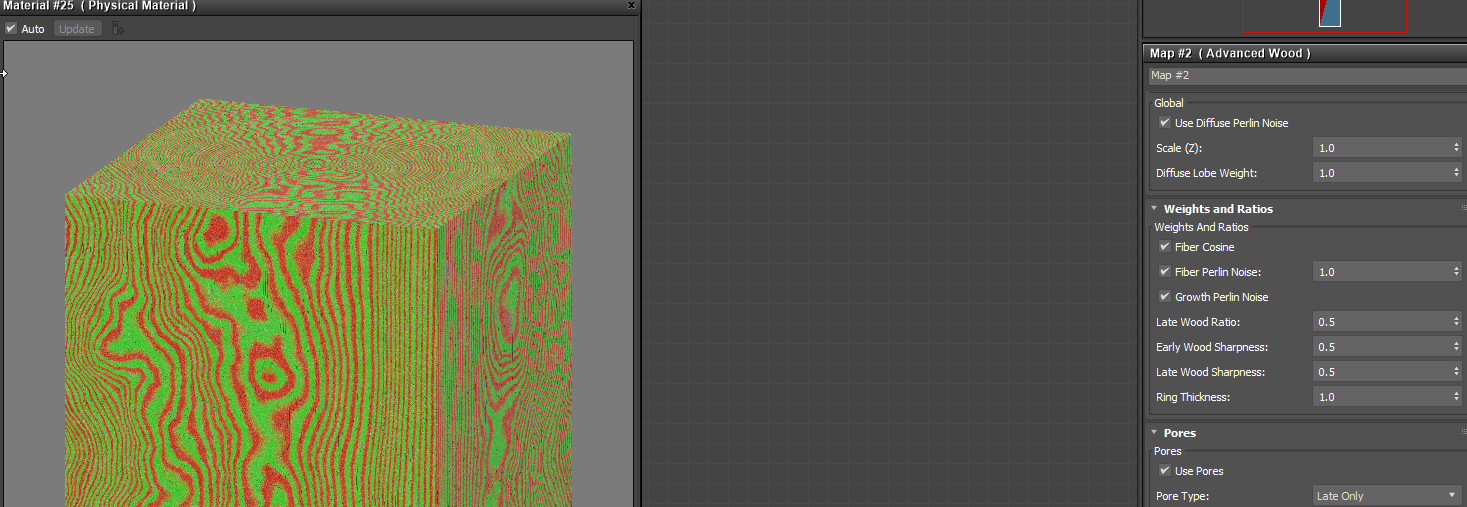 Material #25 ( Physical Material )
x
Auto
Update
Map #2 ( Advanced Wood )
Map #2
Global
Use Diffuse Perlin Noise
Scale (Z): 1.0
Diffuse Lobe Weight: 1.0
Weights and Ratios
Weights And Ratios
Fiber Cosine
Fiber Perlin Noise: 1.0
Growth Perlin Noise
Late Wood Ratio: 0.5
Early Wood Sharpness: 0.5
Late Wood Sharpness: 0.5
Ring Thickness: 1.0
Pores
Pores
Use Pores
Pore Type: Late Only